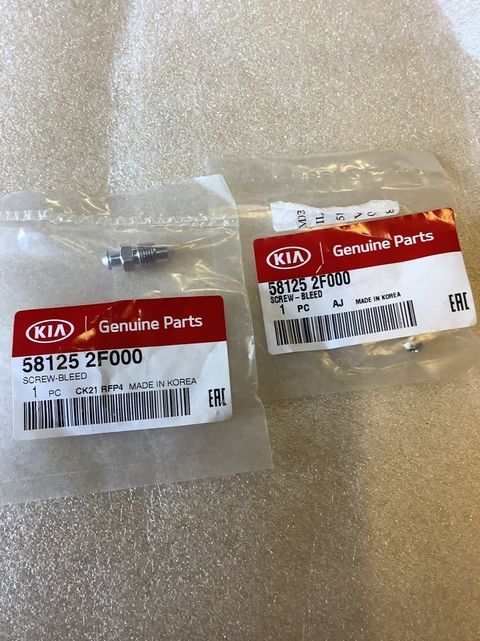 KIA Genuine Parts
58125 2F000
SCREW-BLEED
1 PC CK21 RFP4 MADE IN KOREA
EAC
KIA Genuine Parts
58125 2F000
SCREW-BLEED
1 PC AJ MADE IN KOREA
EAC